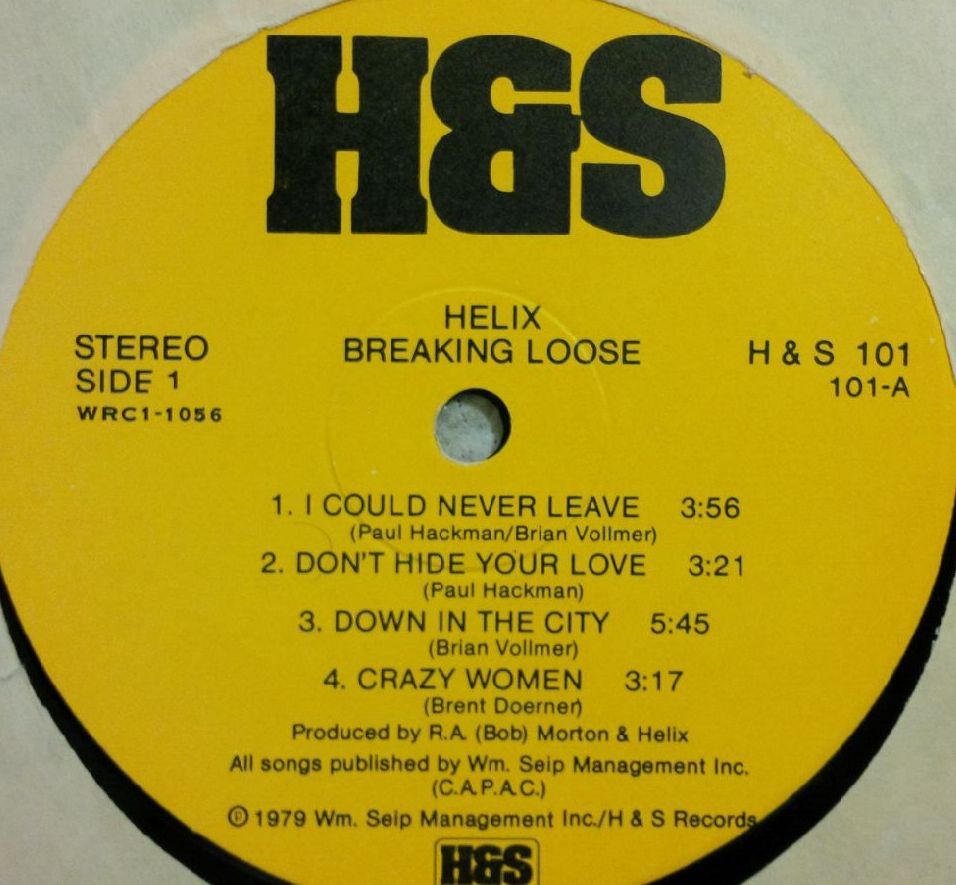 H&S
HELIX
BREAKING LOOSE
STEREO
SIDE 1
WRC1-1056
H & S 101
101-A
1. I COULD NEVER LEAVE 3:56
(Paul Hackman/Brian Vollmer)
2. DON'T HIDE YOUR LOVE 3:21
(Paul Hackman)
3. DOWN IN THE CITY 5:45
(Brian Vollmer)
4. CRAZY WOMEN 3:17
(Brent Doerner)
Produced by R.A. (Bob) Morton & Helix
All songs published by Wm. Seip Management Inc.
(C.A.P.A.C.)
℗ 1979 Wm. Seip Management Inc./H & S Records
H&S